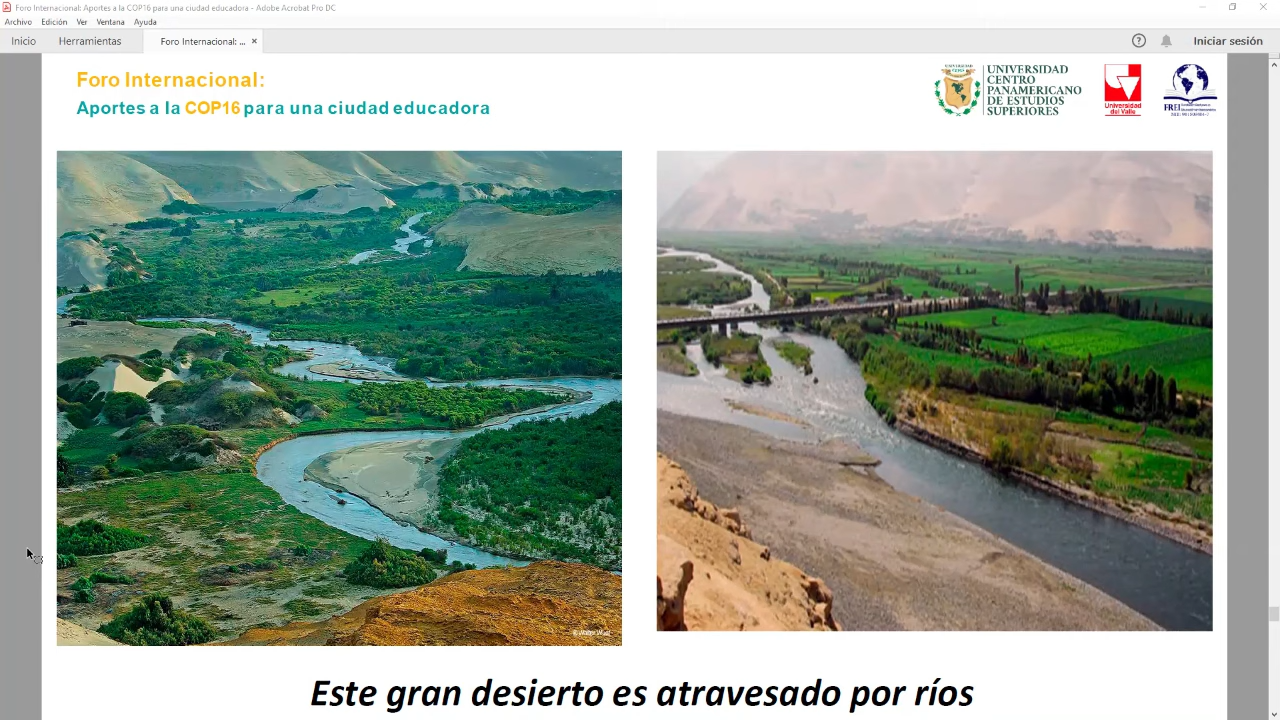 Foro Internacional: Aportes a la COP16 para una ciudad educadora - Adobe Acrobat Pro DC
Archivo Edición Ver Ventana Ayuda
Inicio Herramientas Foro Internacional: ... × Iniciar sesión
Foro Internacional:
Aportes a la COP16 para una ciudad educadora
UNIVERSIDAD
CENTRO
PANAMERICANO
DE ESTUDIOS
SUPERIORES
Universidad
del Valle
FREI
Este gran desierto es atravesado por ríos